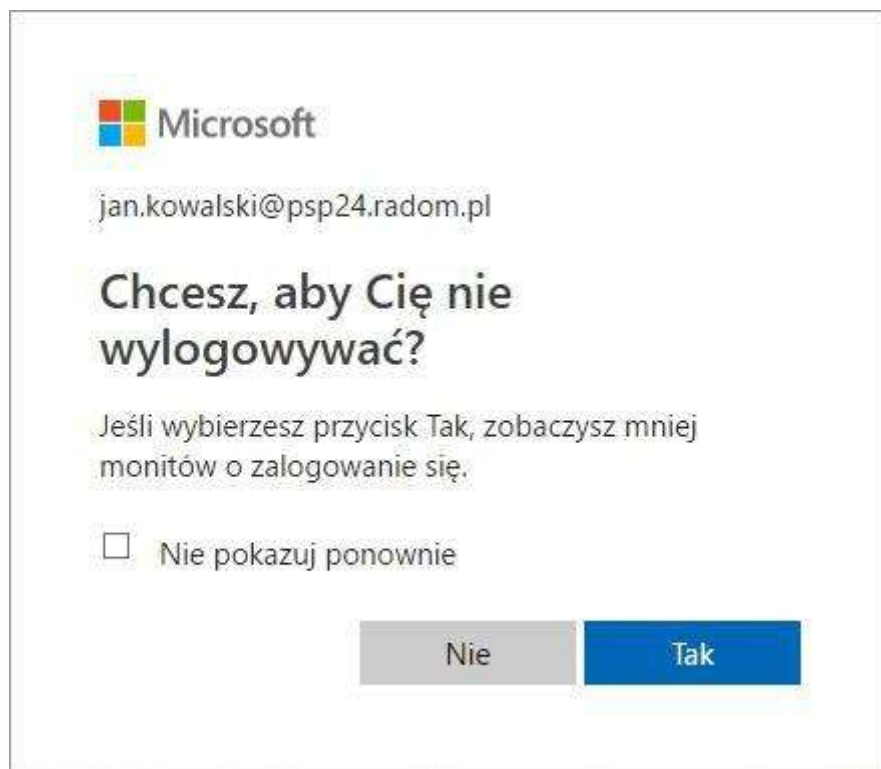 Microsoft
jan.kowalski@psp24.radom.pl
Chcesz, aby Cię nie
wylogowywać?
Jeśli wybierzesz przycisk Tak, zobaczysz mniej
monitów o zalogowanie się.
Nie pokazuj ponownie
Nie
Tak